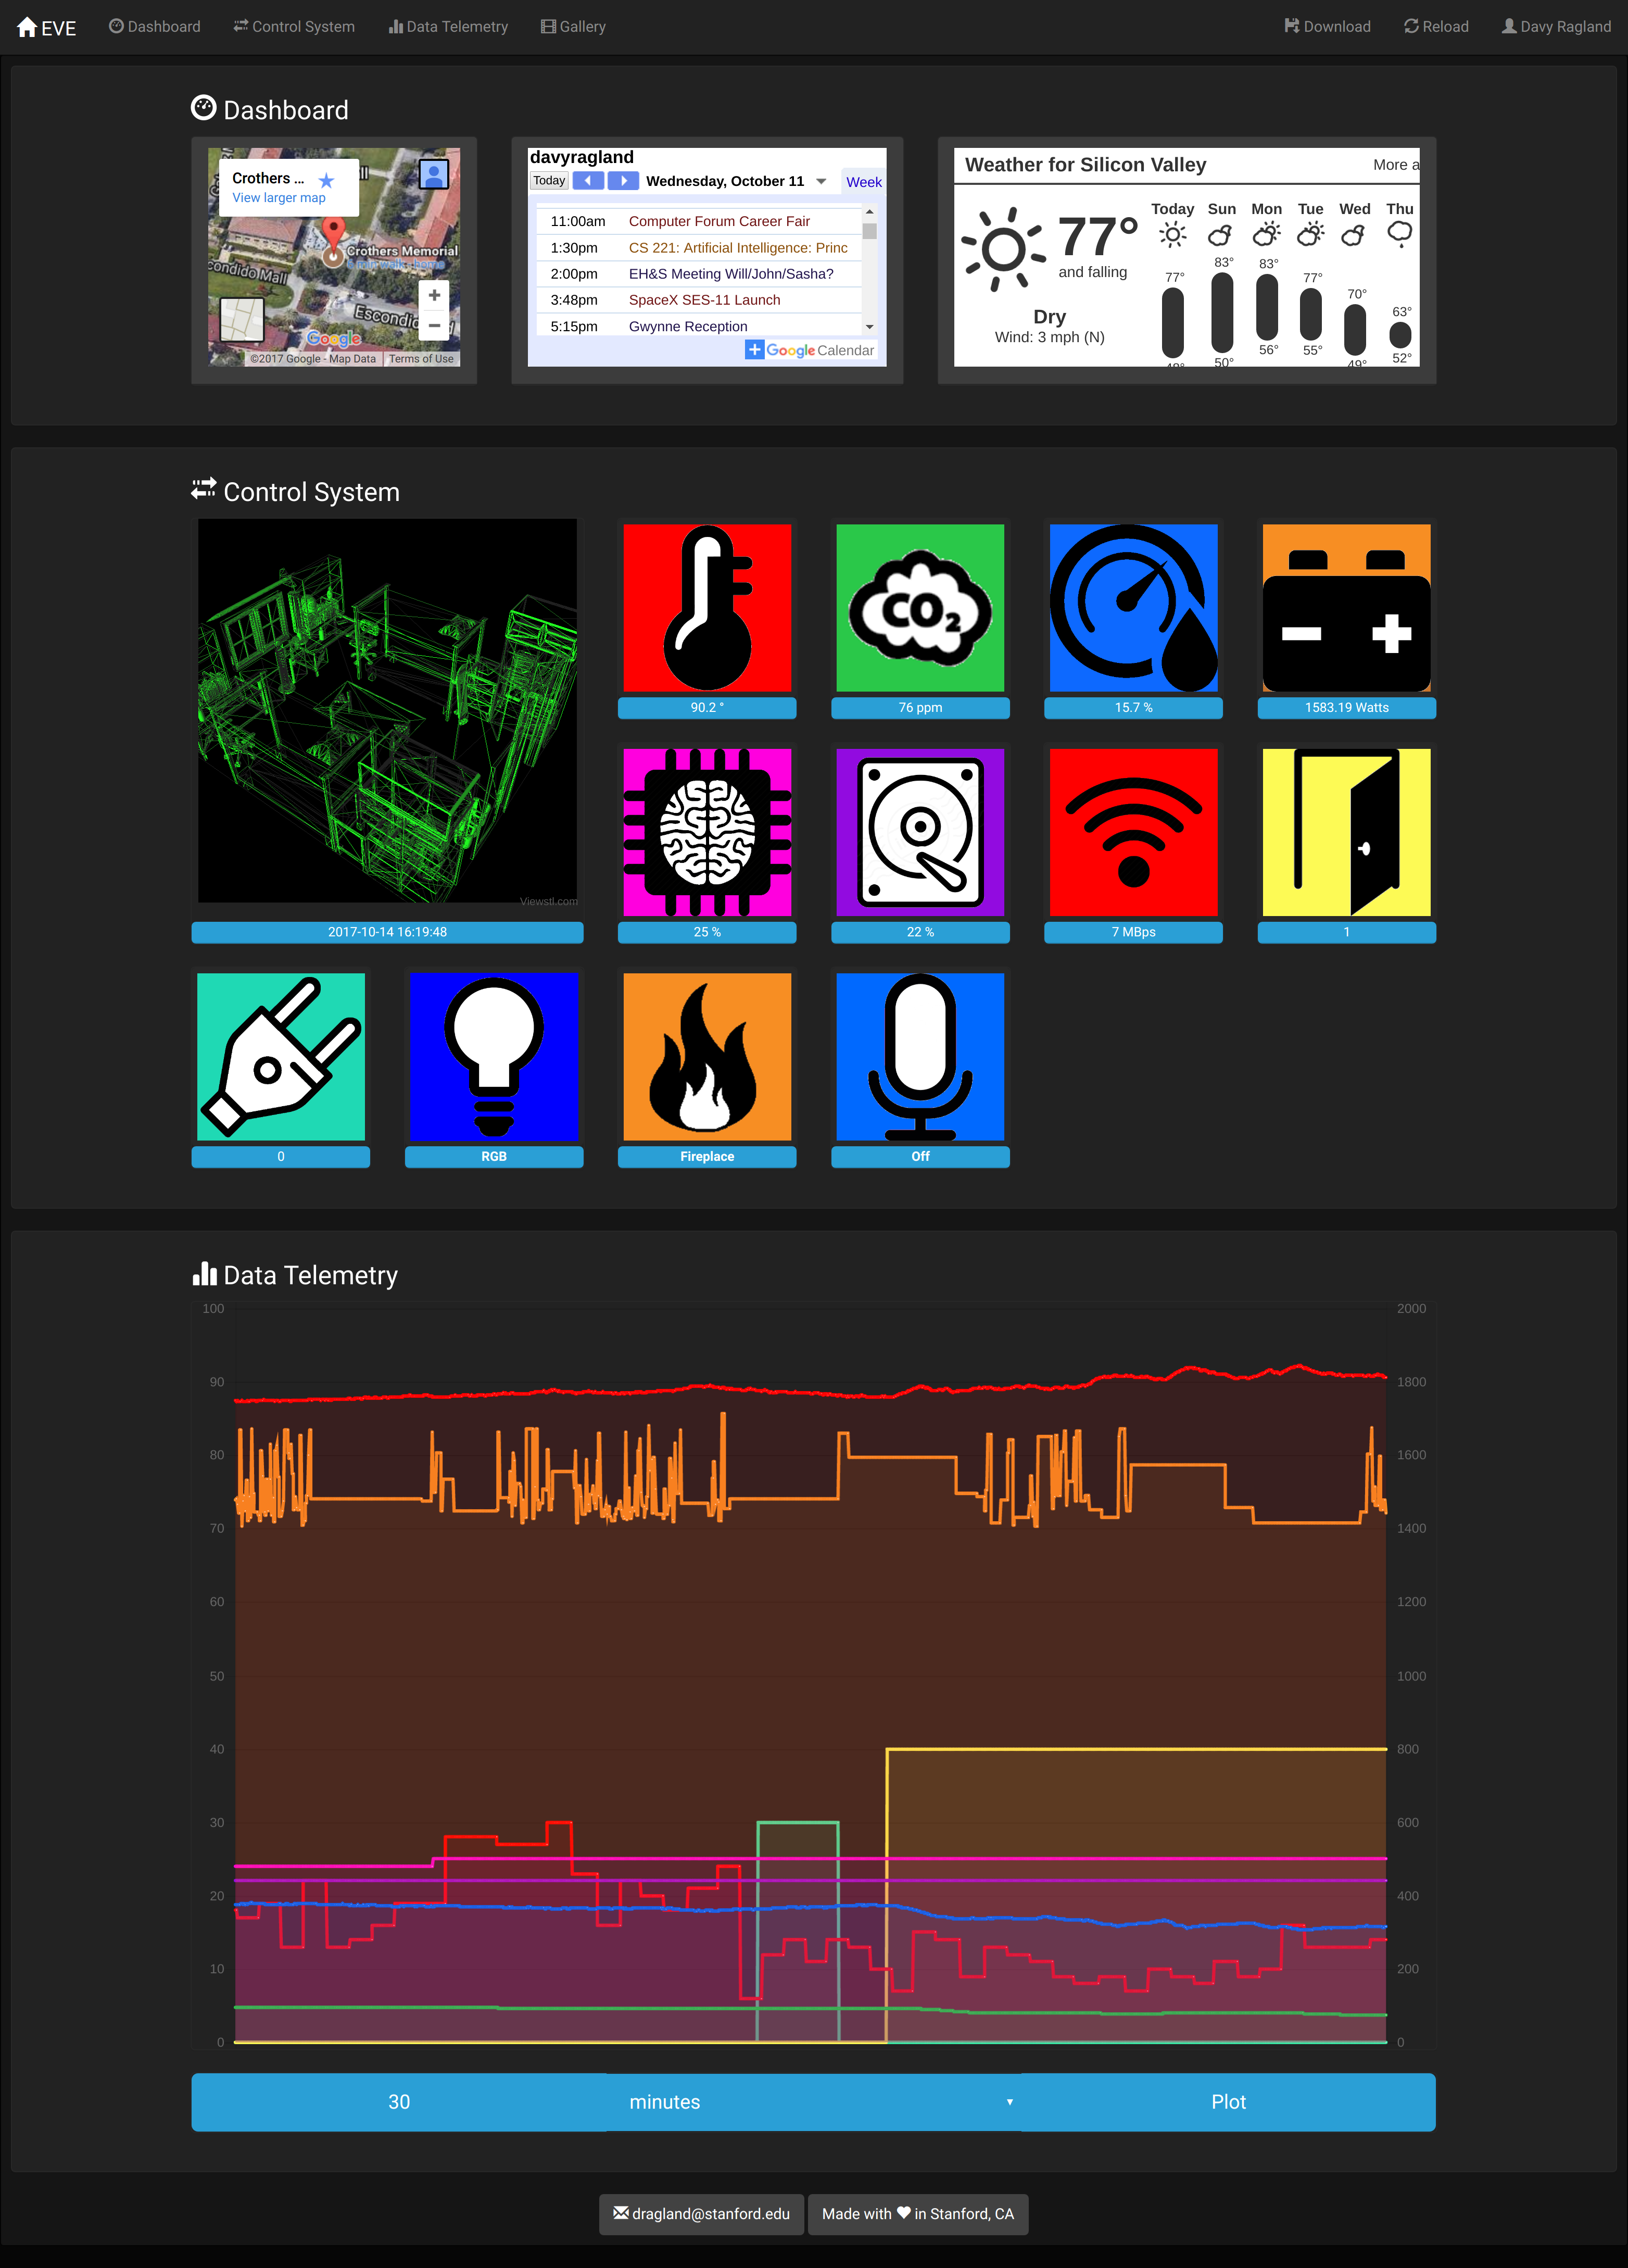 EVE Dashboard Control System Data Telemetry Gallery Download Reload Davy Ragland
Dashboard
Crothers ...
View larger map
Crothers Memorial
condido Mall
Escondid
Google
©2017 Google - Map Data Terms of Use
davyragland
Today Wednesday, October 11 Week
11:00am Computer Forum Career Fair
1:30pm CS 221: Artificial Intelligence: Princ
2:00pm EH&S Meeting Will/John/Sasha?
3:48pm SpaceX SES-11 Launch
5:15pm Gwynne Reception
Google Calendar
Weather for Silicon Valley More a
Today Sun Mon Tue Wed Thu
77°
and falling
Dry
Wind: 3 mph (N)
77° 83° 83° 77° 70° 63°
50° 56° 55° 49° 52°
Control System
CO2
90.2 ° 76 ppm 15.7 % 1583.19 Watts
Viewstl.com
2017-10-14 16:19:48 25 % 22 % 7 MBps 1
0 RGB Fireplace Off
Data Telemetry
100 2000
90 1800
80 1600
70 1400
60 1200
50 1000
40 800
30 600
20 400
10 200
0 0
30 minutes Plot
dragland@stanford.edu Made with in Stanford, CA